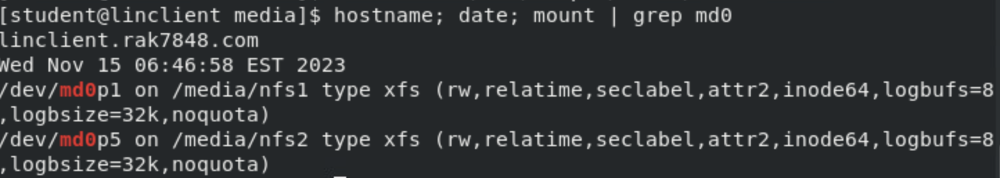 [student@linclient media]$ hostname; date; mount | grep md0
linclient.rak7848.com
Wed Nov 15 06:46:58 EST 2023
/dev/md0p1 on /media/nfs1 type xfs (rw,relatime,seclabel,attr2,inode64,logbufs=8
,logbsize=32k,noquota)
/dev/md0p5 on /media/nfs2 type xfs (rw,relatime,seclabel,attr2,inode64,logbufs=8
,logbsize=32k,noquota)